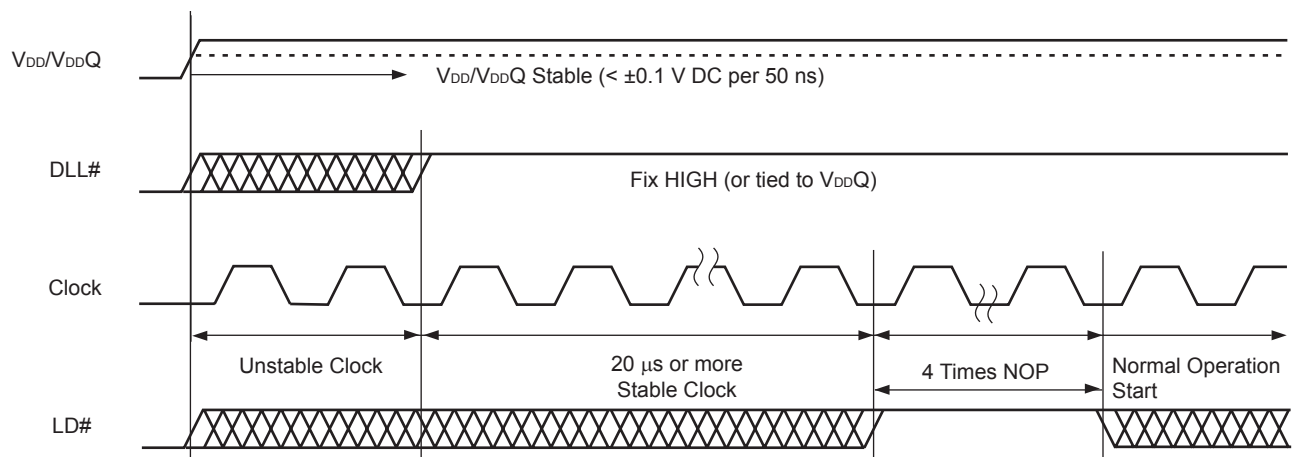 VDD/VDDQ
VDD/VDDQ Stable (< ±0.1 V DC per 50 ns)
DLL#
Fix HIGH (or tied to VDDQ)
Clock
Unstable Clock
20 μs or more
Stable Clock
4 Times NOP
Normal Operation
Start
LD#